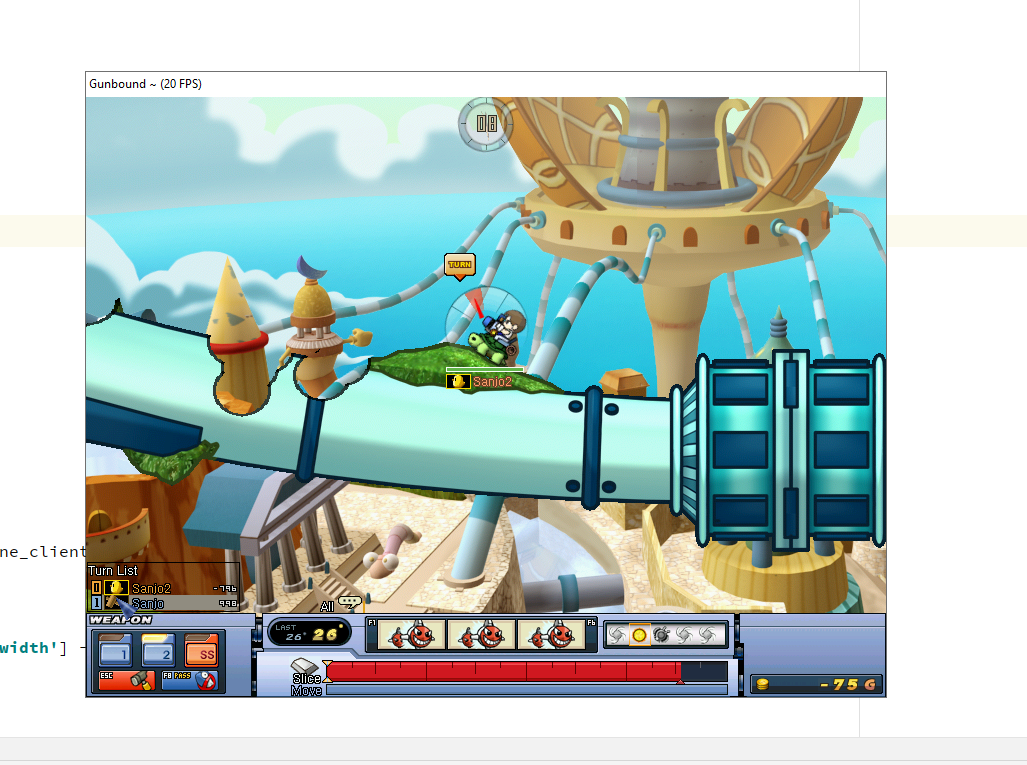 Gunbound ~ (20 FPS)
08
TURN
Sanjo2
ne_client
Turn List
0 Sanjo2 -796
1 Sanjo 998
All
WEAPON
LAST
26° 26°
F1
F6
1 2 SS
width'] -
ESC
F8 PASS
Slice
Move
-75 G